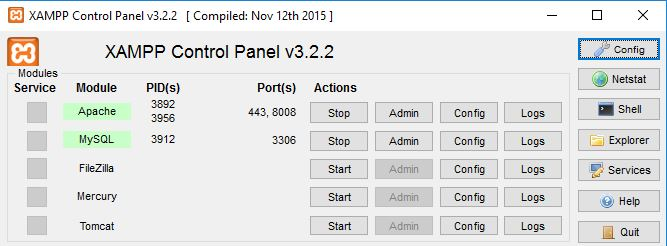 XAMPP Control Panel v3.2.2 [ Compiled: Nov 12th 2015 ]
XAMPP Control Panel v3.2.2
Config
Modules
Service Module PID(s) Port(s) Actions
Netstat
Apache 3892 3956 443, 8008 Stop Admin Config Logs
Shell
MySQL 3912 3306 Stop Admin Config Logs
Explorer
FileZilla Start Admin Config Logs
Services
Mercury Start Admin Config Logs
Help
Tomcat Start Admin Config Logs
Quit